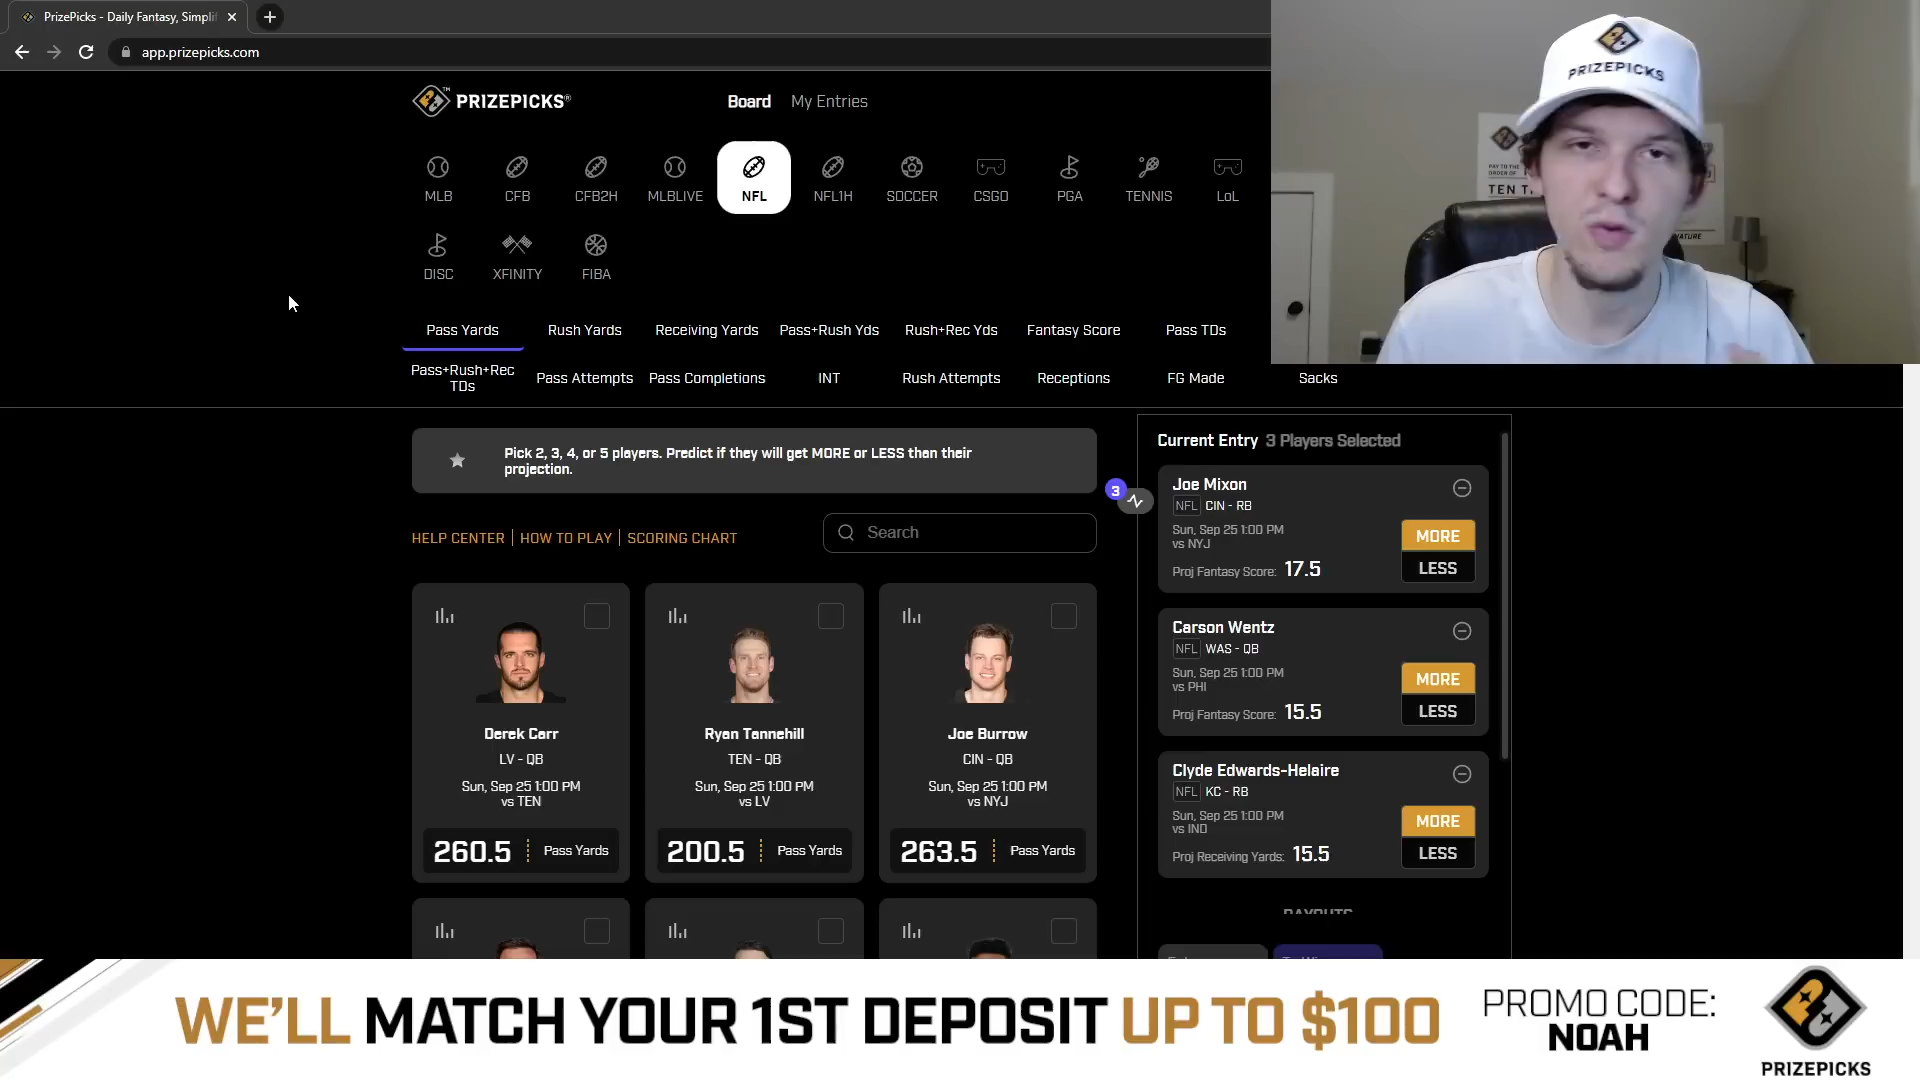 PrizePicks - Daily Fantasy, Simplif
app.prizepicks.com
PRIZEPICKS®
Board
My Entries
MLB
CFB
CFB2H
MLBLIVE
NFL
NFL1H
SOCCER
CSGO
PGA
TENNIS
LoL
DISC
XFINITY
FIBA
Pass Yards
Rush Yards
Receiving Yards
Pass+Rush Yds
Rush+Rec Yds
Fantasy Score
Pass TDs
Pass+Rush+Rec
TDs
Pass Attempts
Pass Completions
INT
Rush Attempts
Receptions
FG Made
Sacks
Pick 2, 3, 4, or 5 players. Predict if they will get MORE or LESS than their
projection.
HELP CENTER
HOW TO PLAY
SCORING CHART
Search
Derek Carr
LV - QB
Sun, Sep 25 1:00 PM
vs TEN
260.5
Pass Yards
Ryan Tannehill
TEN - QB
Sun, Sep 25 1:00 PM
vs LV
200.5
Pass Yards
Joe Burrow
CIN - QB
Sun, Sep 25 1:00 PM
vs NYJ
263.5
Pass Yards
3
Current Entry 3 Players Selected
Joe Mixon
NFL CIN - RB
Sun, Sep 25 1:00 PM
vs NYJ
Proj Fantasy Score: 17.5
MORE
LESS
Carson Wentz
NFL WAS - QB
Sun, Sep 25 1:00 PM
vs PHI
Proj Fantasy Score: 15.5
MORE
LESS
Clyde Edwards-Helaire
NFL KC - RB
Sun, Sep 25 1:00 PM
vs IND
Proj Receiving Yards: 15.5
MORE
LESS
PAYOUTS
PRIZEPICKS
PAY TO THE
ORDER OF
TEN T
WE'LL MATCH YOUR 1ST DEPOSIT UP TO $100
PROMO CODE:
NOAH
PRIZEPICKS